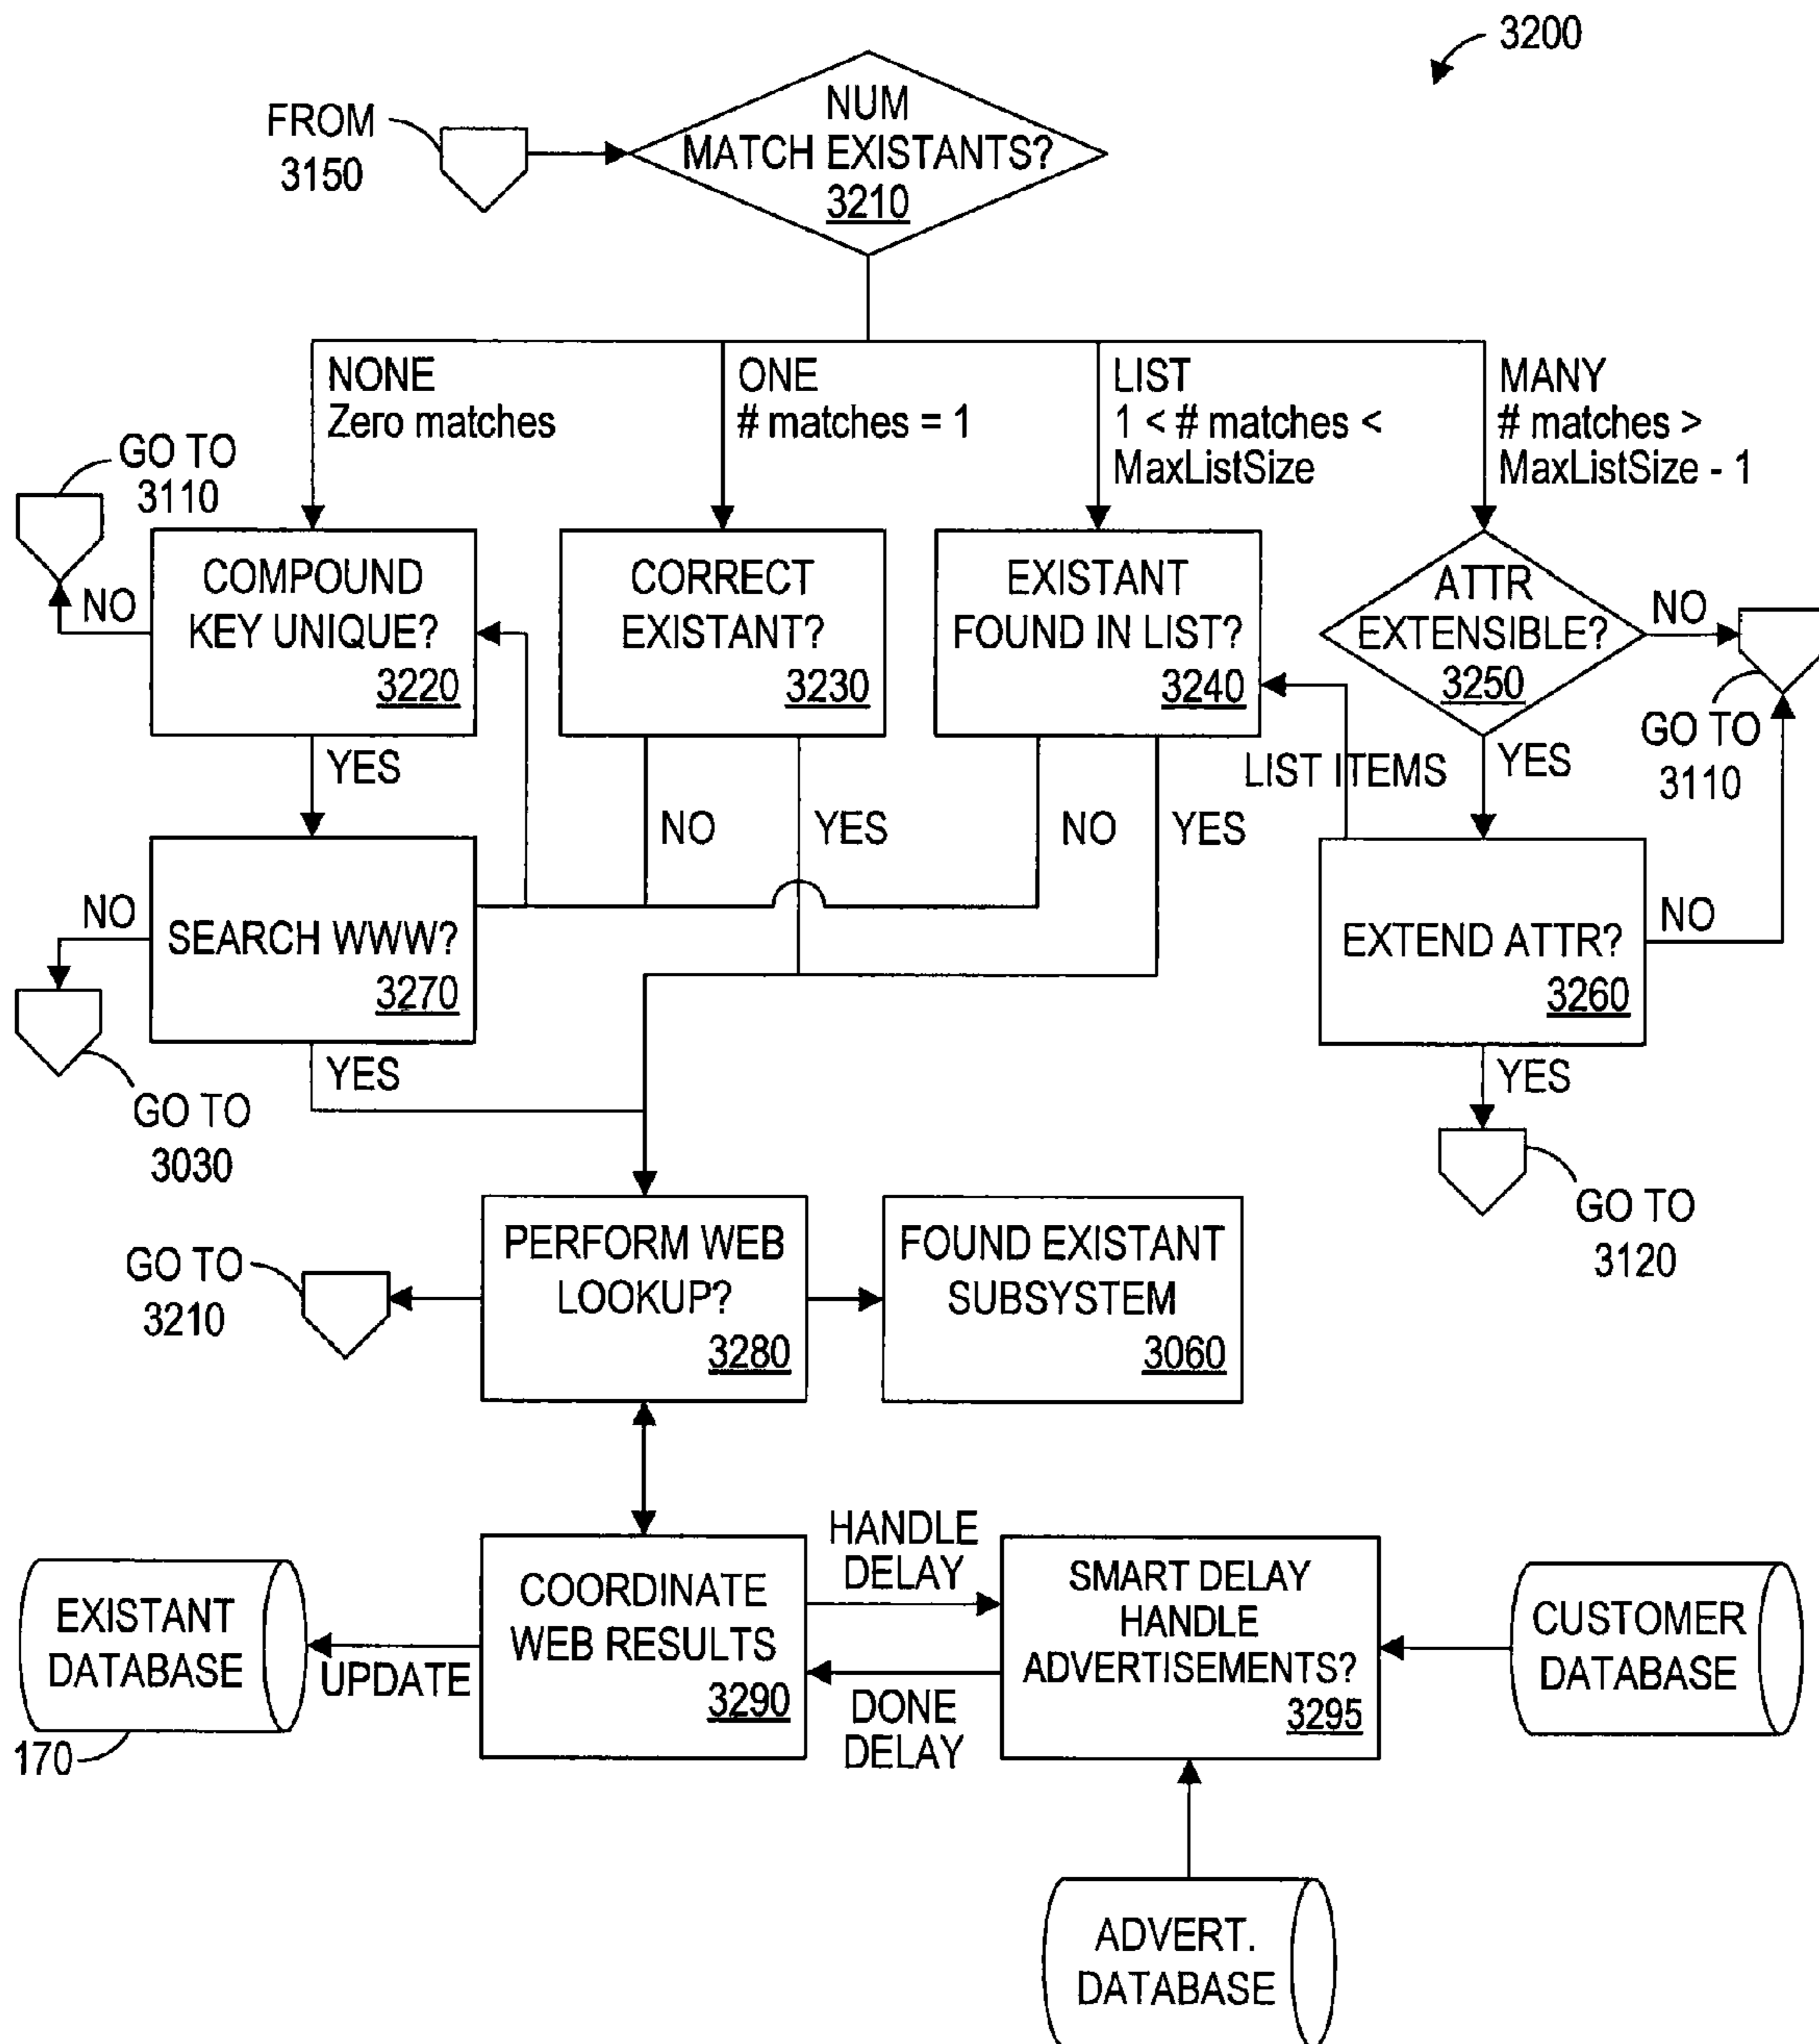 3200
FROM
3150
NUM
MATCH EXISTANTS?
3210
NONE
Zero matches
ONE
# matches = 1
LIST
1 < # matches <
MaxListSize
MANY
# matches >
MaxListSize - 1
GO TO
3110
NO
COMPOUND
KEY UNIQUE?
3220
CORRECT
EXISTANT?
3230
EXISTANT
FOUND IN LIST?
3240
ATTR
EXTENSIBLE?
3250
NO
GO TO
3110
YES
NO
YES
NO
YES
LIST ITEMS
YES
NO
SEARCH WWW?
3270
EXTEND ATTR?
3260
NO
YES
GO TO
3030
YES
GO TO
3120
GO TO
3210
PERFORM WEB
LOOKUP?
3280
FOUND EXISTANT
SUBSYSTEM
3060
EXISTANT
DATABASE
170
UPDATE
COORDINATE
WEB RESULTS
3290
HANDLE
DELAY
DONE
DELAY
SMART DELAY
HANDLE
ADVERTISEMENTS?
3295
CUSTOMER
DATABASE
ADVERT.
DATABASE